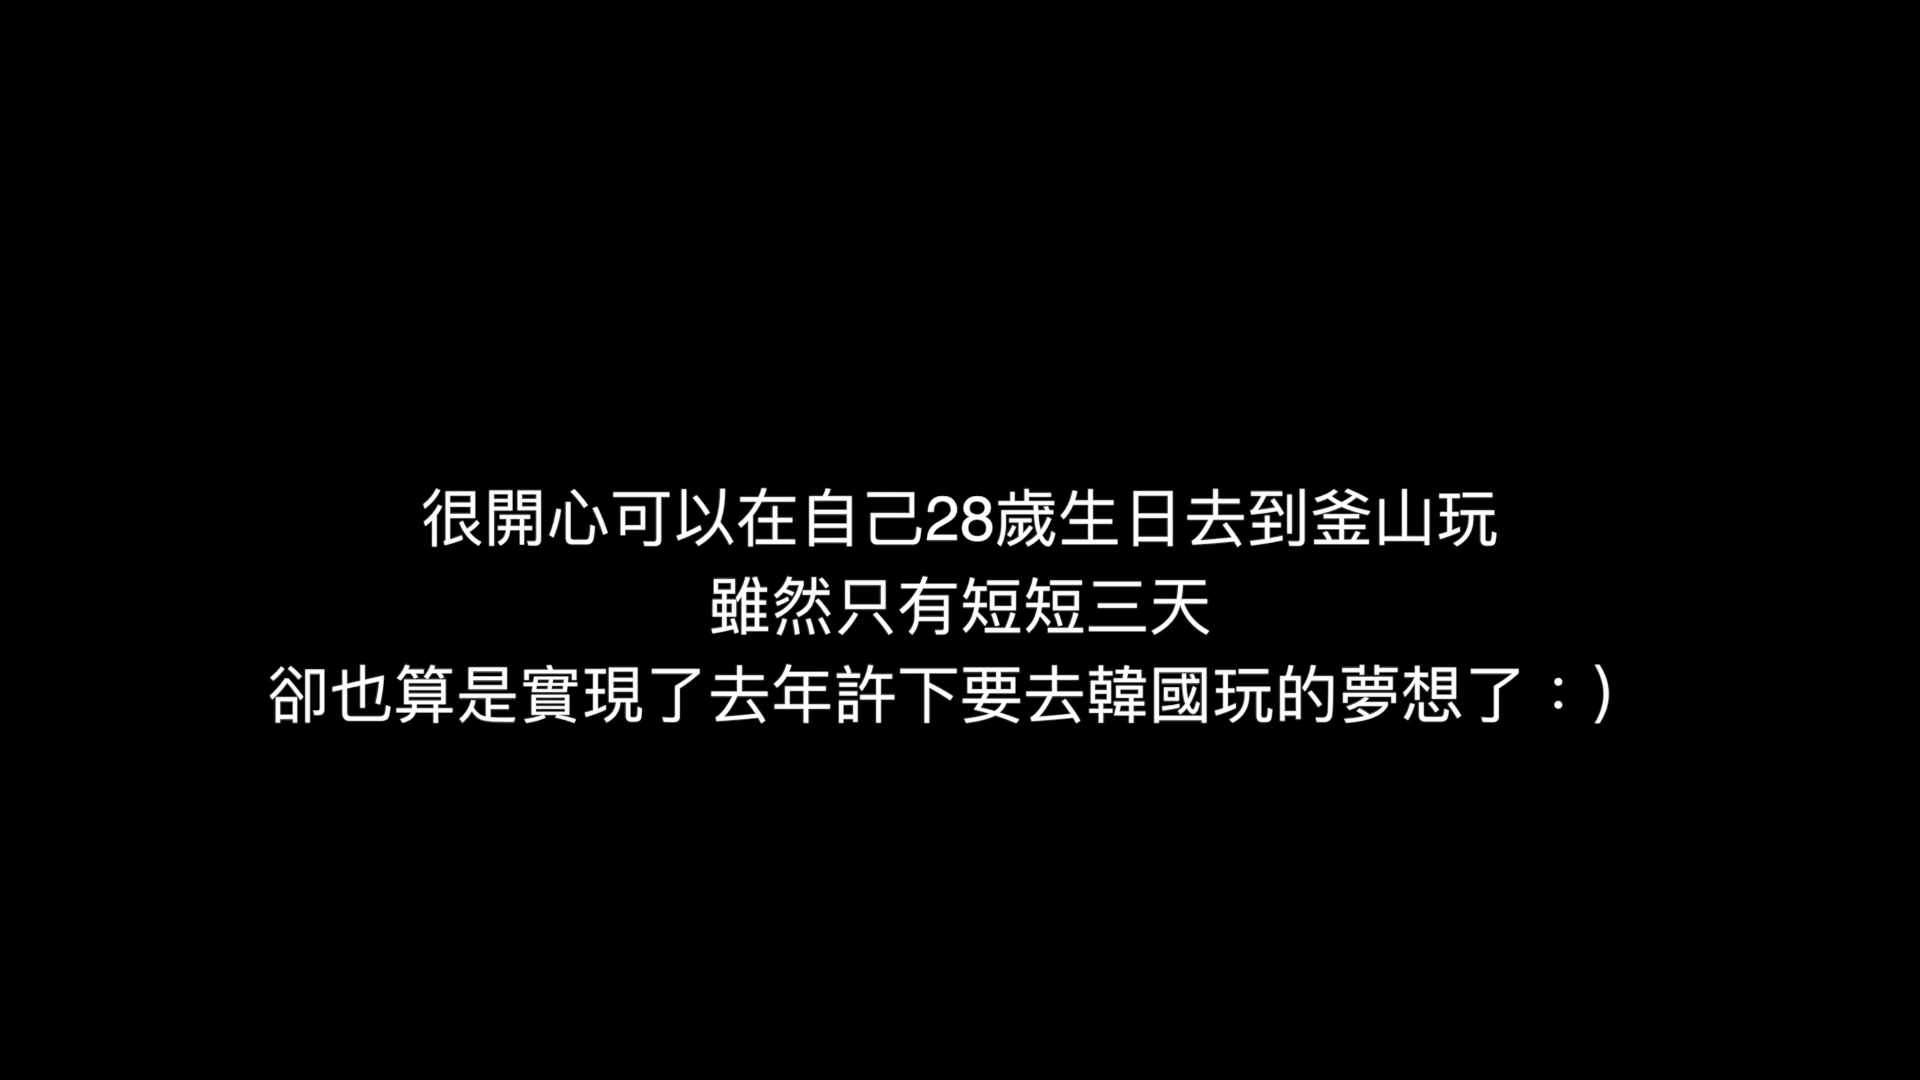 很開心可以在自己28歲生日去到釜山玩
雖然只有短短三天
卻也算是實現了去年許下要去韓國玩的夢想了：）